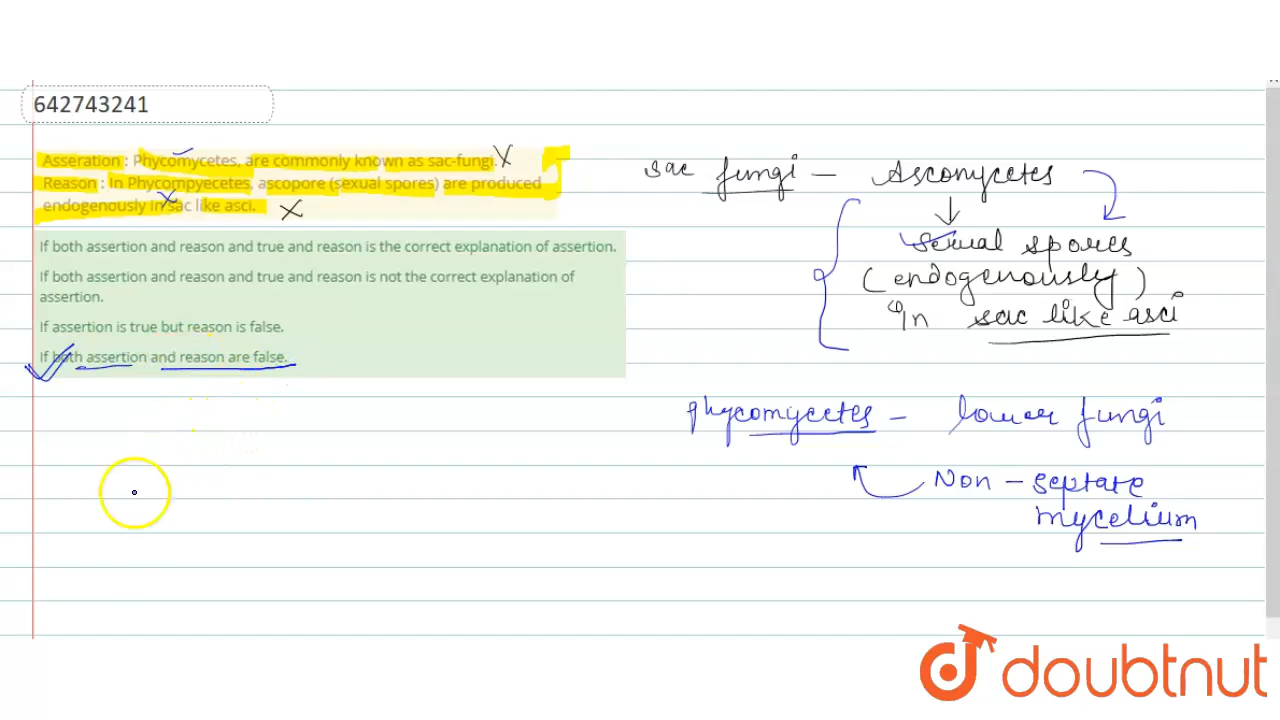 642743241
Asseration : Phycomycetes, are commonly known as sac-fungi.
Reason : In Phycompyecetes, ascopore (sexual spores) are produced
endogenously in sac like asci.
If both assertion and reason and true and reason is the correct explanation of assertion.
If both assertion and reason and true and reason is not the correct explanation of
assertion.
If assertion is true but reason is false.
If both assertion and reason are false.
sac fungi - Ascomycetes
Sexual spores
(endogenously)
In sac like asci
phycomycetes - lower fungi
Non-septate
mycelium
doubtnut